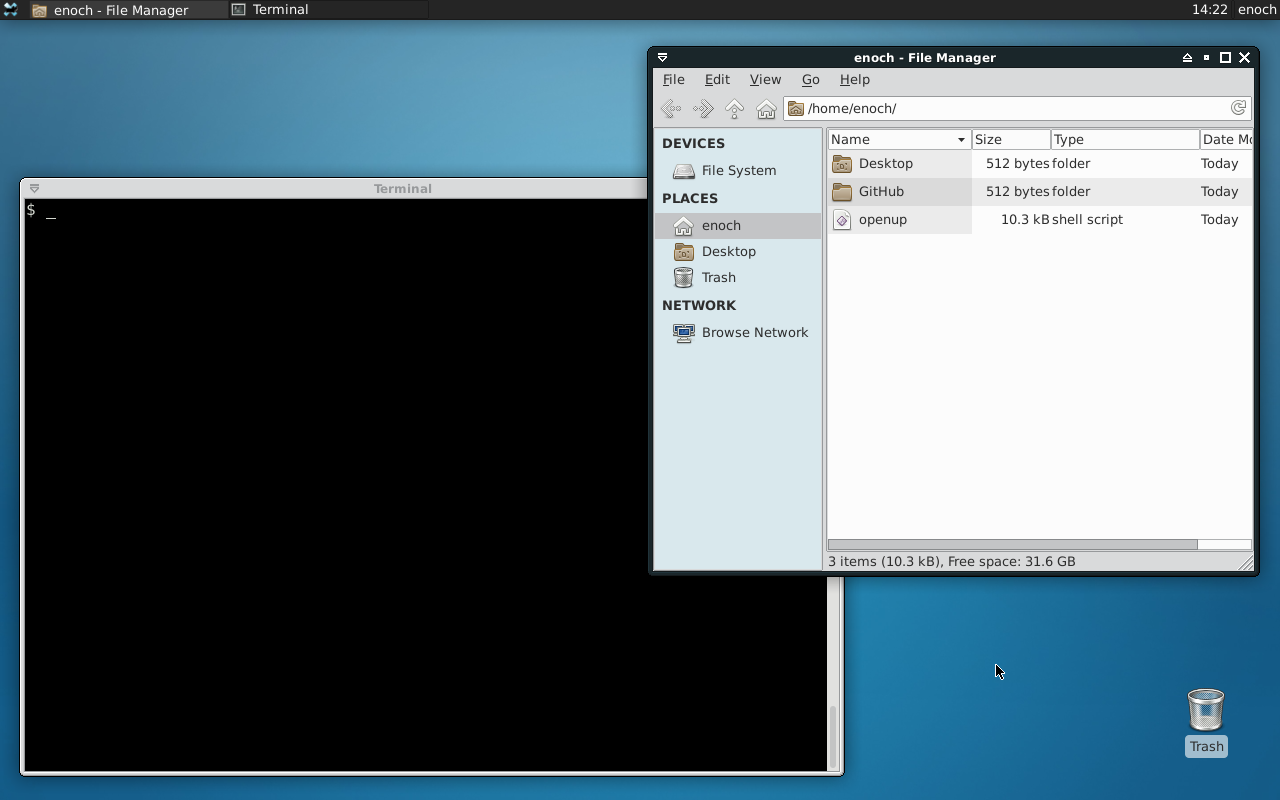 enoch - File Manager
Terminal
14:22
enoch
enoch - File Manager
File Edit View Go Help
/home/enoch/
DEVICES
File System
PLACES
enoch
Desktop
Trash
NETWORK
Browse Network
Name Size Type Date Mo
Desktop 512 bytes folder Today
GitHub 512 bytes folder Today
openup 10.3 kB shell script Today
3 items (10.3 kB), Free space: 31.6 GB
Terminal
$ _
Trash